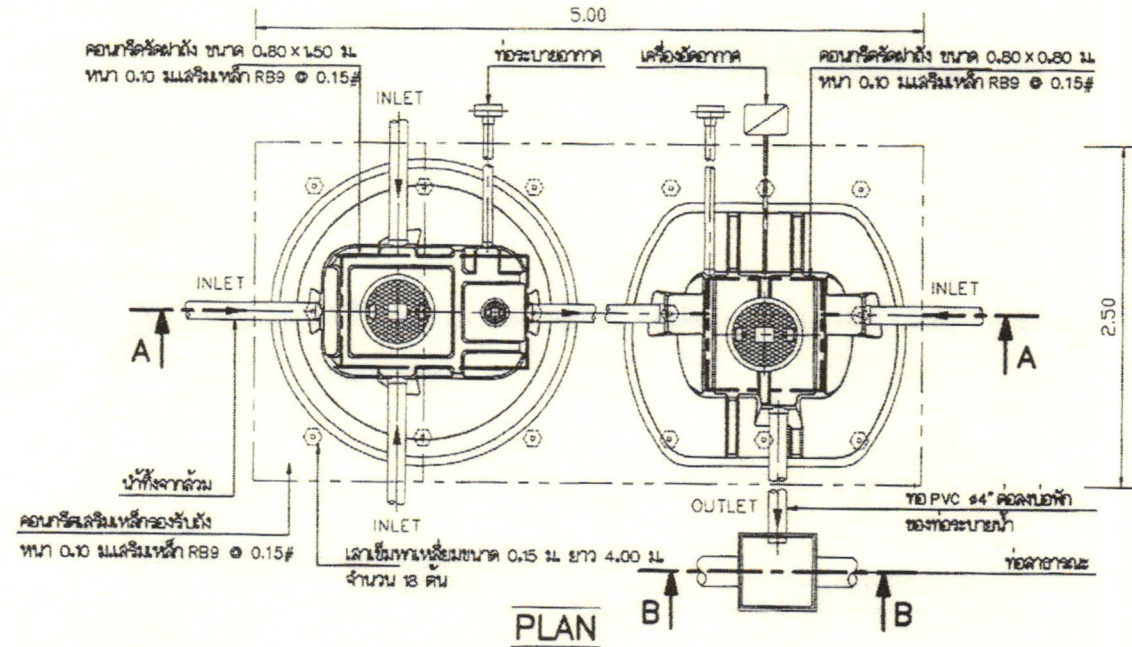 5.00
คอนกรีตรัดฝาถัง ขนาด 0.80 x 1.50 ม.
หนา 0.10 ม.เสริมเหล็ก RB9 @ 0.15#
ท่อระบายอากาศ
เครื่องอัดอากาศ
คอนกรีตรัดฝาถัง ขนาด 0.80 x 0.80 ม.
หนา 0.10 ม.เสริมเหล็ก RB9 @ 0.15#
INLET
INLET
INLET
A
A
2.50
น้ำทิ้งจากส้วม
INLET
OUTLET
ท่อ PVC ø4" ต่อลงบ่อพัก
ของท่อระบายน้ำ
คอนกรีตเสริมเหล็กรองรับถัง
หนา 0.10 ม.เสริมเหล็ก RB9 @ 0.15#
เสาเข็มหกเหลี่ยมขนาด 0.15 ม. ยาว 4.00 ม.
จำนวน 18 ต้น
ท่อสาธารณะ
B
B
PLAN